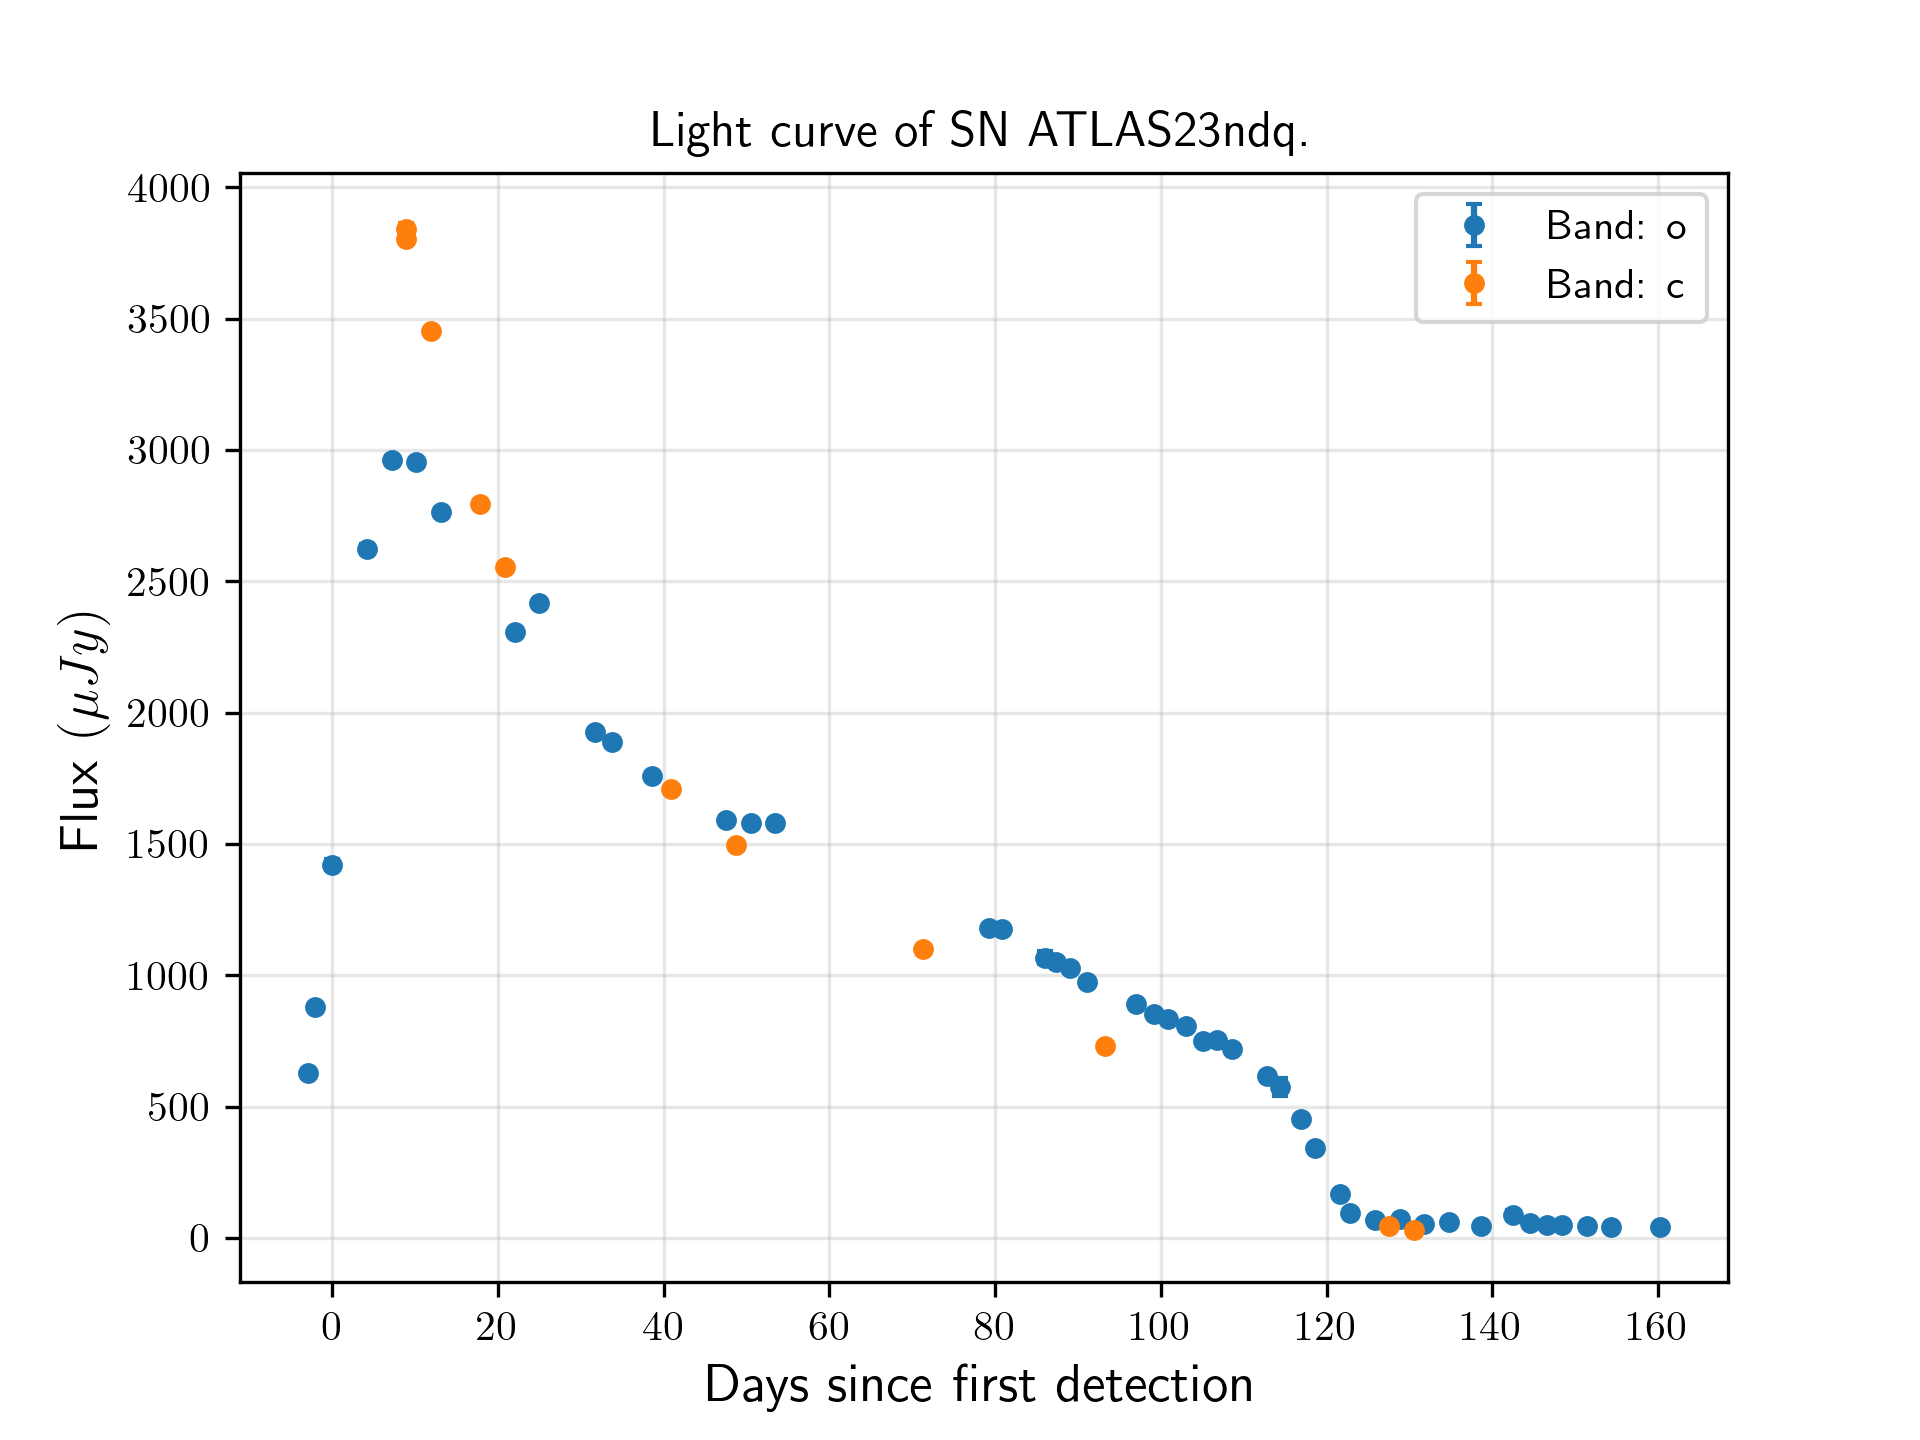 Light curve of SN ATLAS23ndq.
Band: o
Band: c
4000
3500
3000
2500
2000
1500
1000
500
0
Flux (μJy)
0 20 40 60 80 100 120 140 160
Days since first detection